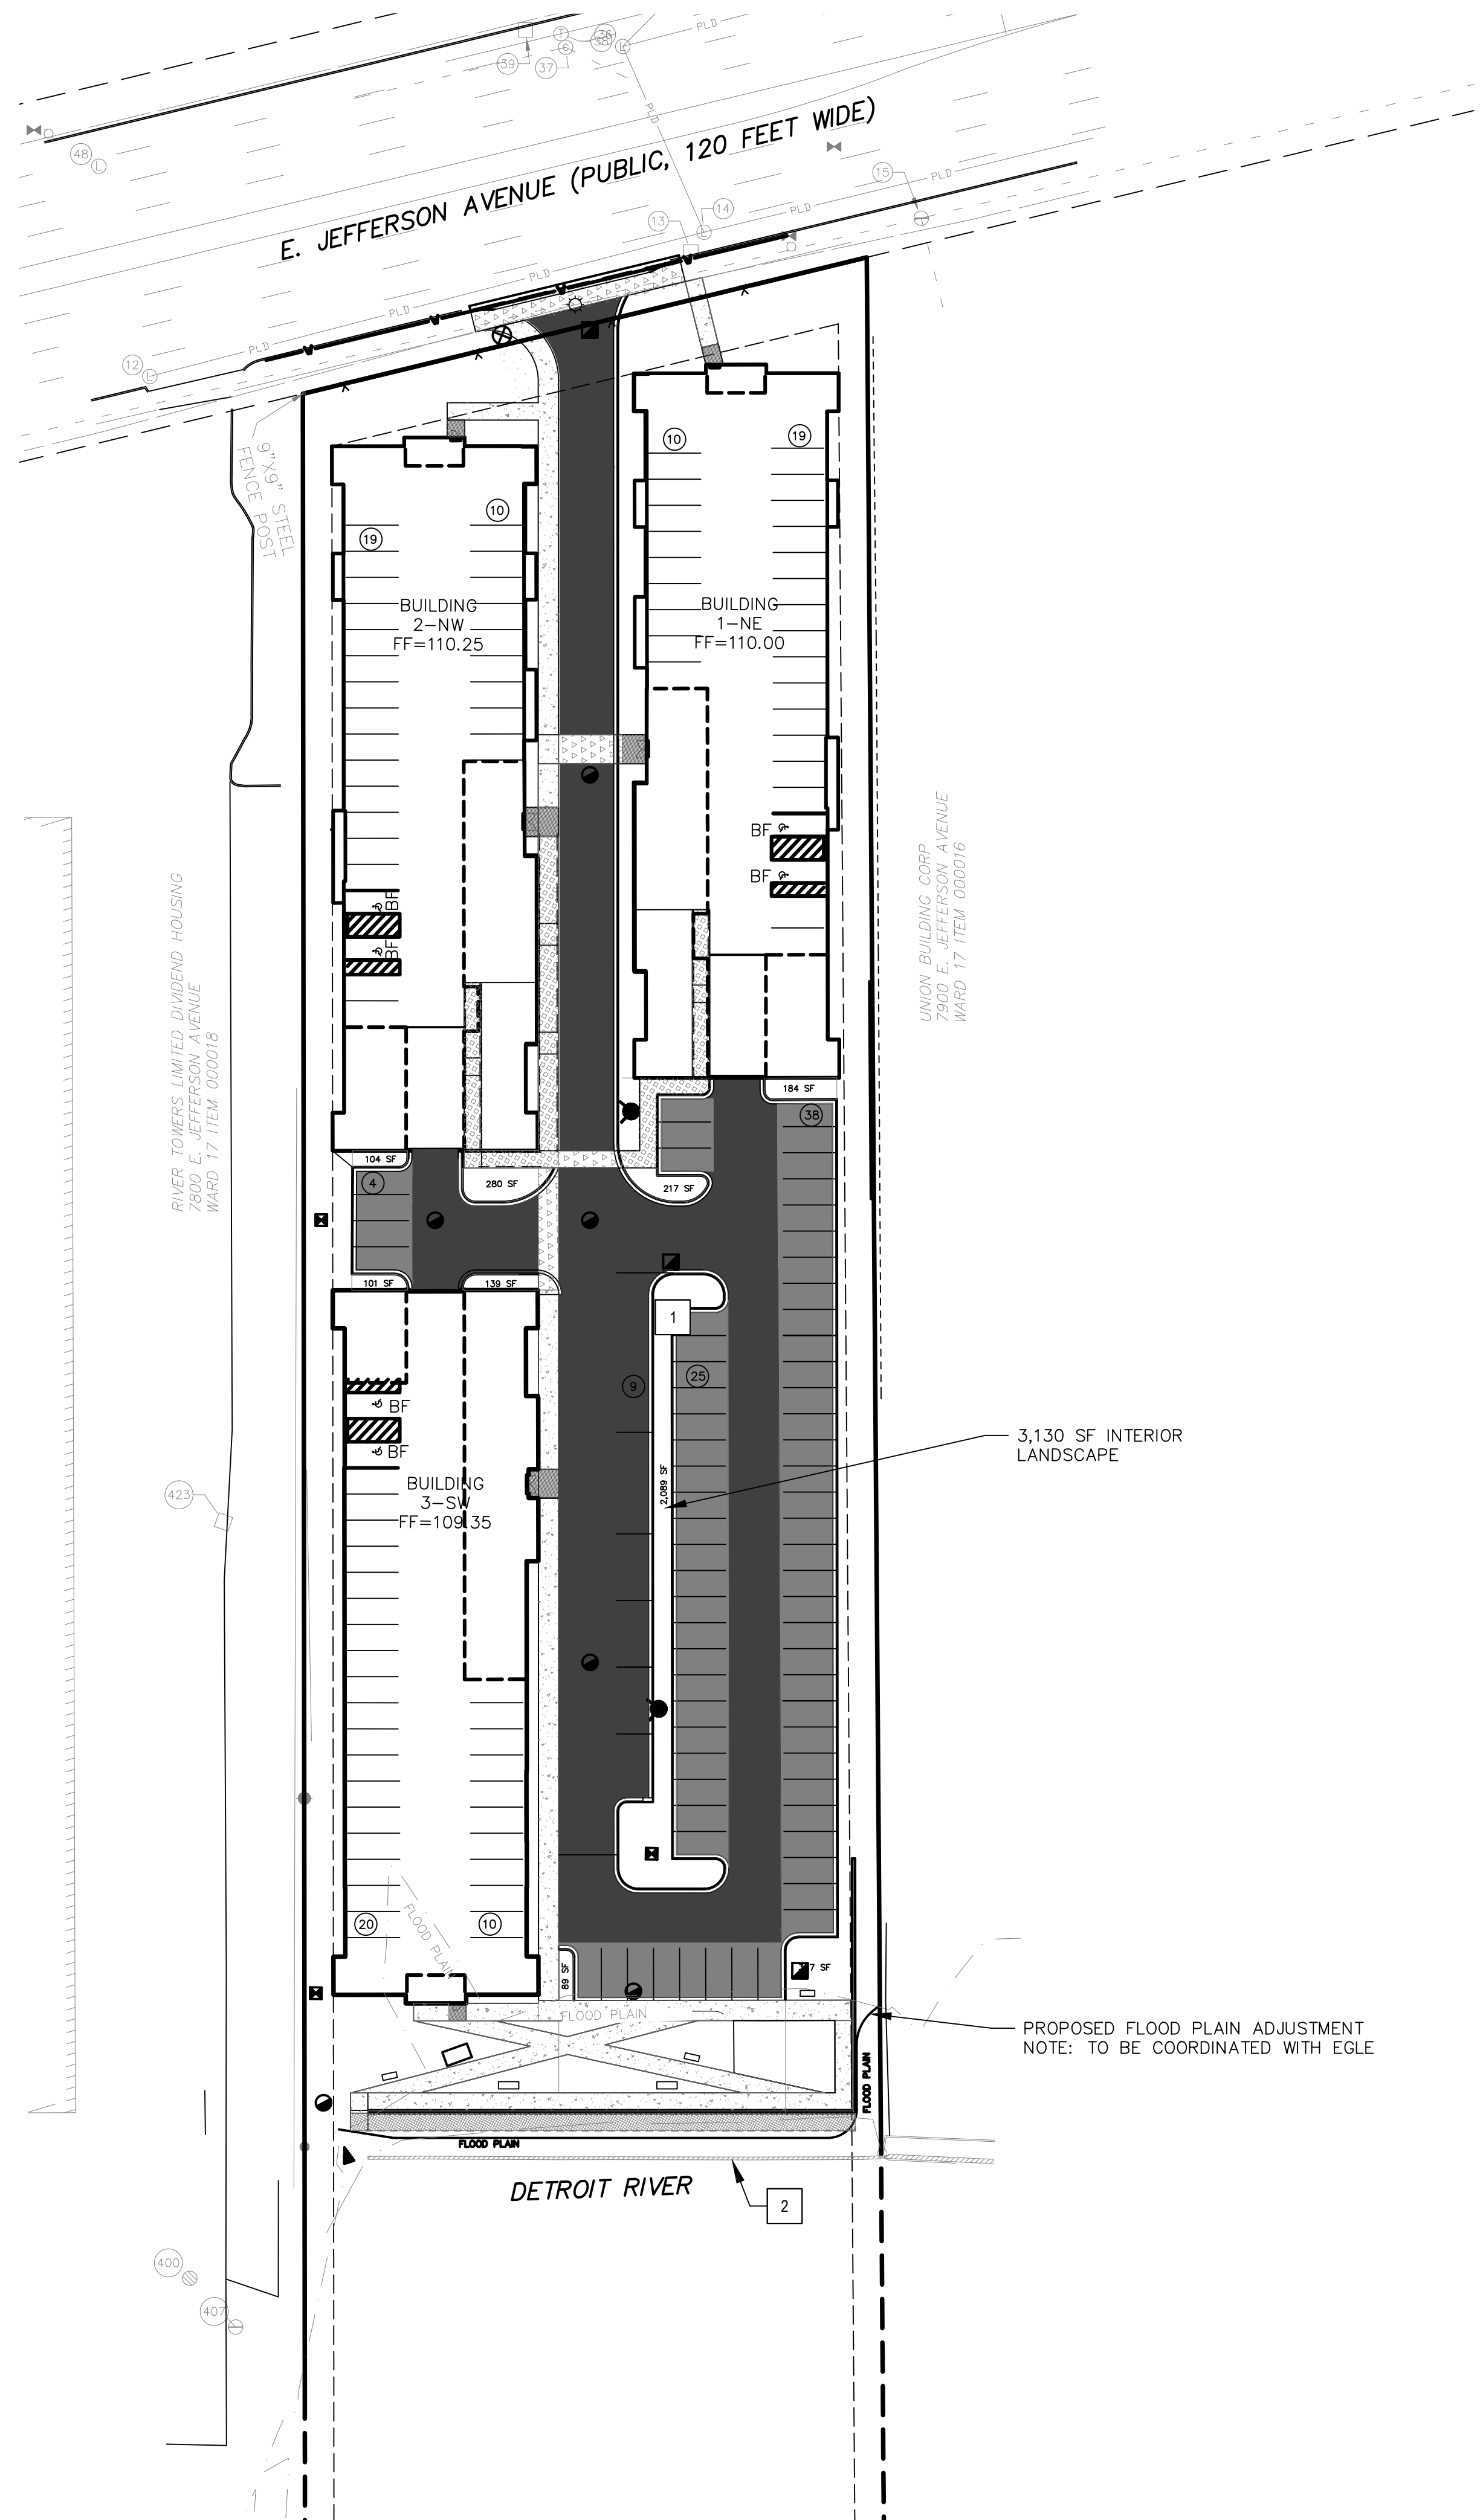 PLD
39
37
36
38
T
G
L
PLD
48
L
E. JEFFERSON AVENUE (PUBLIC, 120 FEET WIDE)
15
PLD
14
13
L
PLD
PLD
PLD
PLD
12
L
9"X9" STEEL
FENCE POST
10
19
19
10
BUILDING
2-NW
FF=110.25
BUILDING
1-NE
FF=110.00
BF
BF
BF
BF
RIVER TOWERS LIMITED DIVIDEND HOUSING
7800 E. JEFFERSON AVENUE
WARD 17 ITEM 000018
UNION BUILDING CORP
7900 E. JEFFERSON AVENUE
WARD 17 ITEM 000016
184 SF
38
104 SF
4
280 SF
217 SF
101 SF
139 SF
1
9
25
BF
BF
3,130 SF INTERIOR
LANDSCAPE
2,089 SF
BUILDING
3-SW
FF=109.35
423
20
10
FLOOD PLAIN
89 SF
7 SF
FLOOD PLAIN
PROPOSED FLOOD PLAIN ADJUSTMENT
NOTE: TO BE COORDINATED WITH EGLE
FLOOD PLAIN
FLOOD PLAIN
DETROIT RIVER
2
400
407